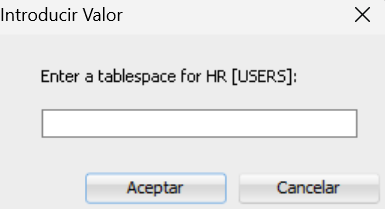 Introducir Valor
Enter a tablespace for HR [USERS]:
Aceptar
Cancelar